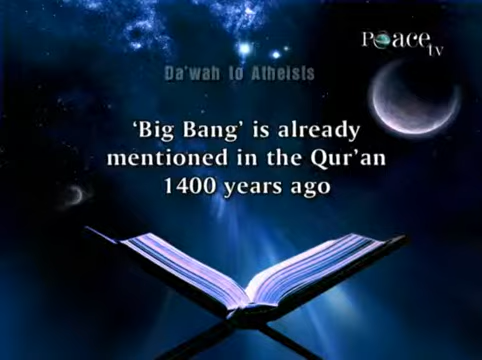 Peace
tv
Da'wah to Atheists
'Big Bang' is already
mentioned in the Qur'an
1400 years ago